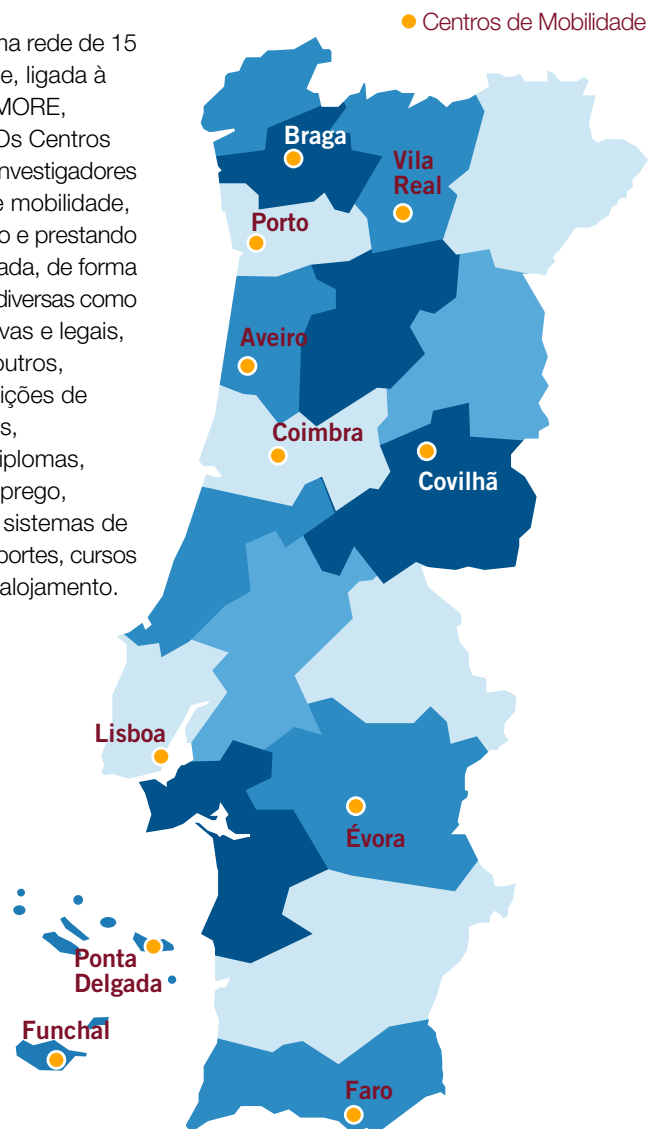 Centros de Mobilidade
na rede de 15
e, ligada à
MORE,
Os Centros
nvestigadores
e mobilidade,
o e prestando
ada, de forma
diversas como
vas e legais,
outros,
ições de
s,
iplomas,
prego,
sistemas de
portes, cursos
alojamento.
Braga
Vila
Real
Porto
Aveiro
Coimbra
Covilhã
Lisboa
Évora
Ponta
Delgada
Funchal
Faro